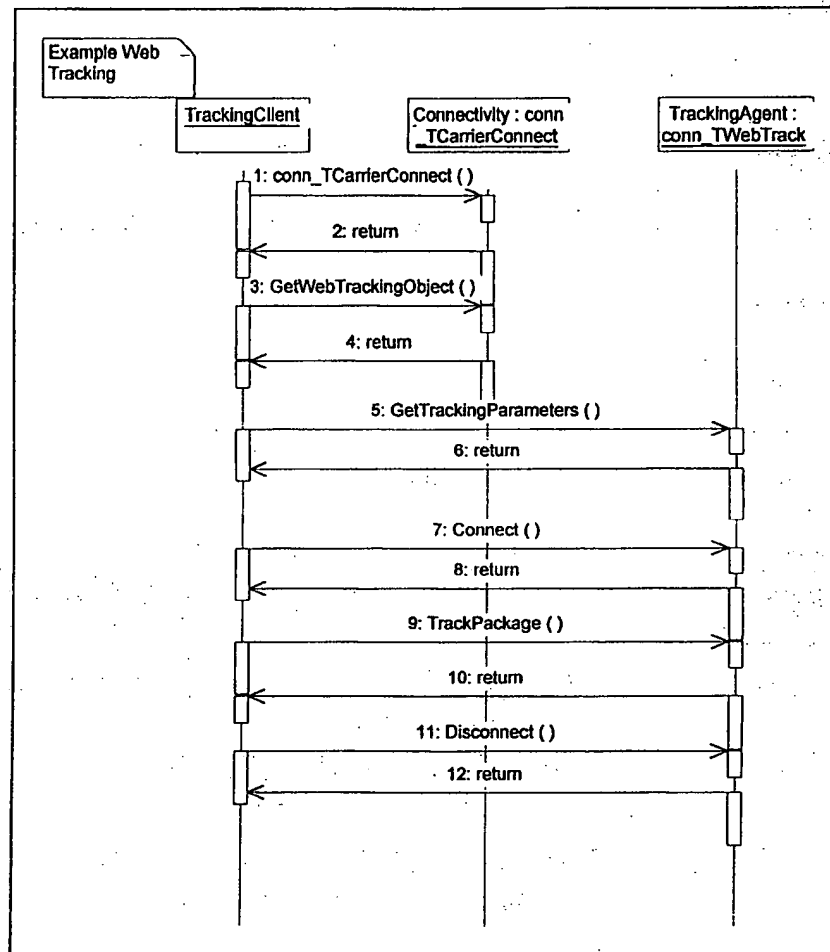 Example Web
Tracking
TrackingClient
Connectivity : conn
_TCarrierConnect
TrackingAgent :
conn_TWebTrack
1: conn_TCarrierConnect ( )
2: return
3: GetWebTrackingObject ( )
4: return
5: GetTrackingParameters ( )
6: return
7: Connect ( )
8: return
9: TrackPackage ( )
10: return
11: Disconnect ( )
12: return